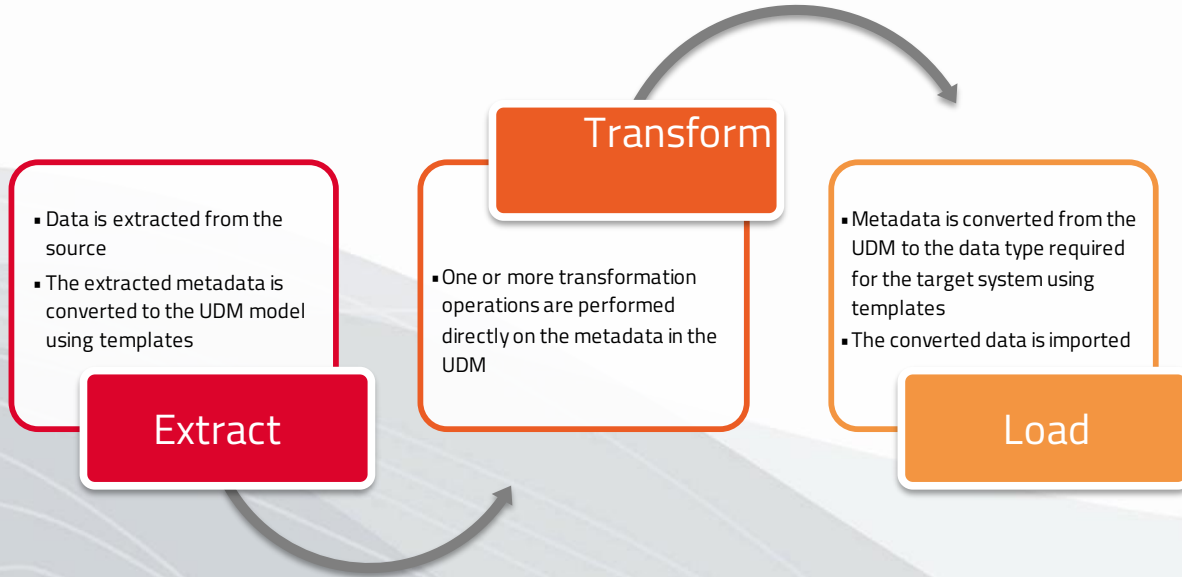 ▪ Data is extracted from the
source
▪ The extracted metadata is
converted to the UDM model
using templates
Extract
Transform
▪ One or more transformation
operations are performed
directly on the metadata in the
UDM
▪ Metadata is converted from the
UDM to the data type required
for the target system using
templates
▪ The converted data is imported
Load